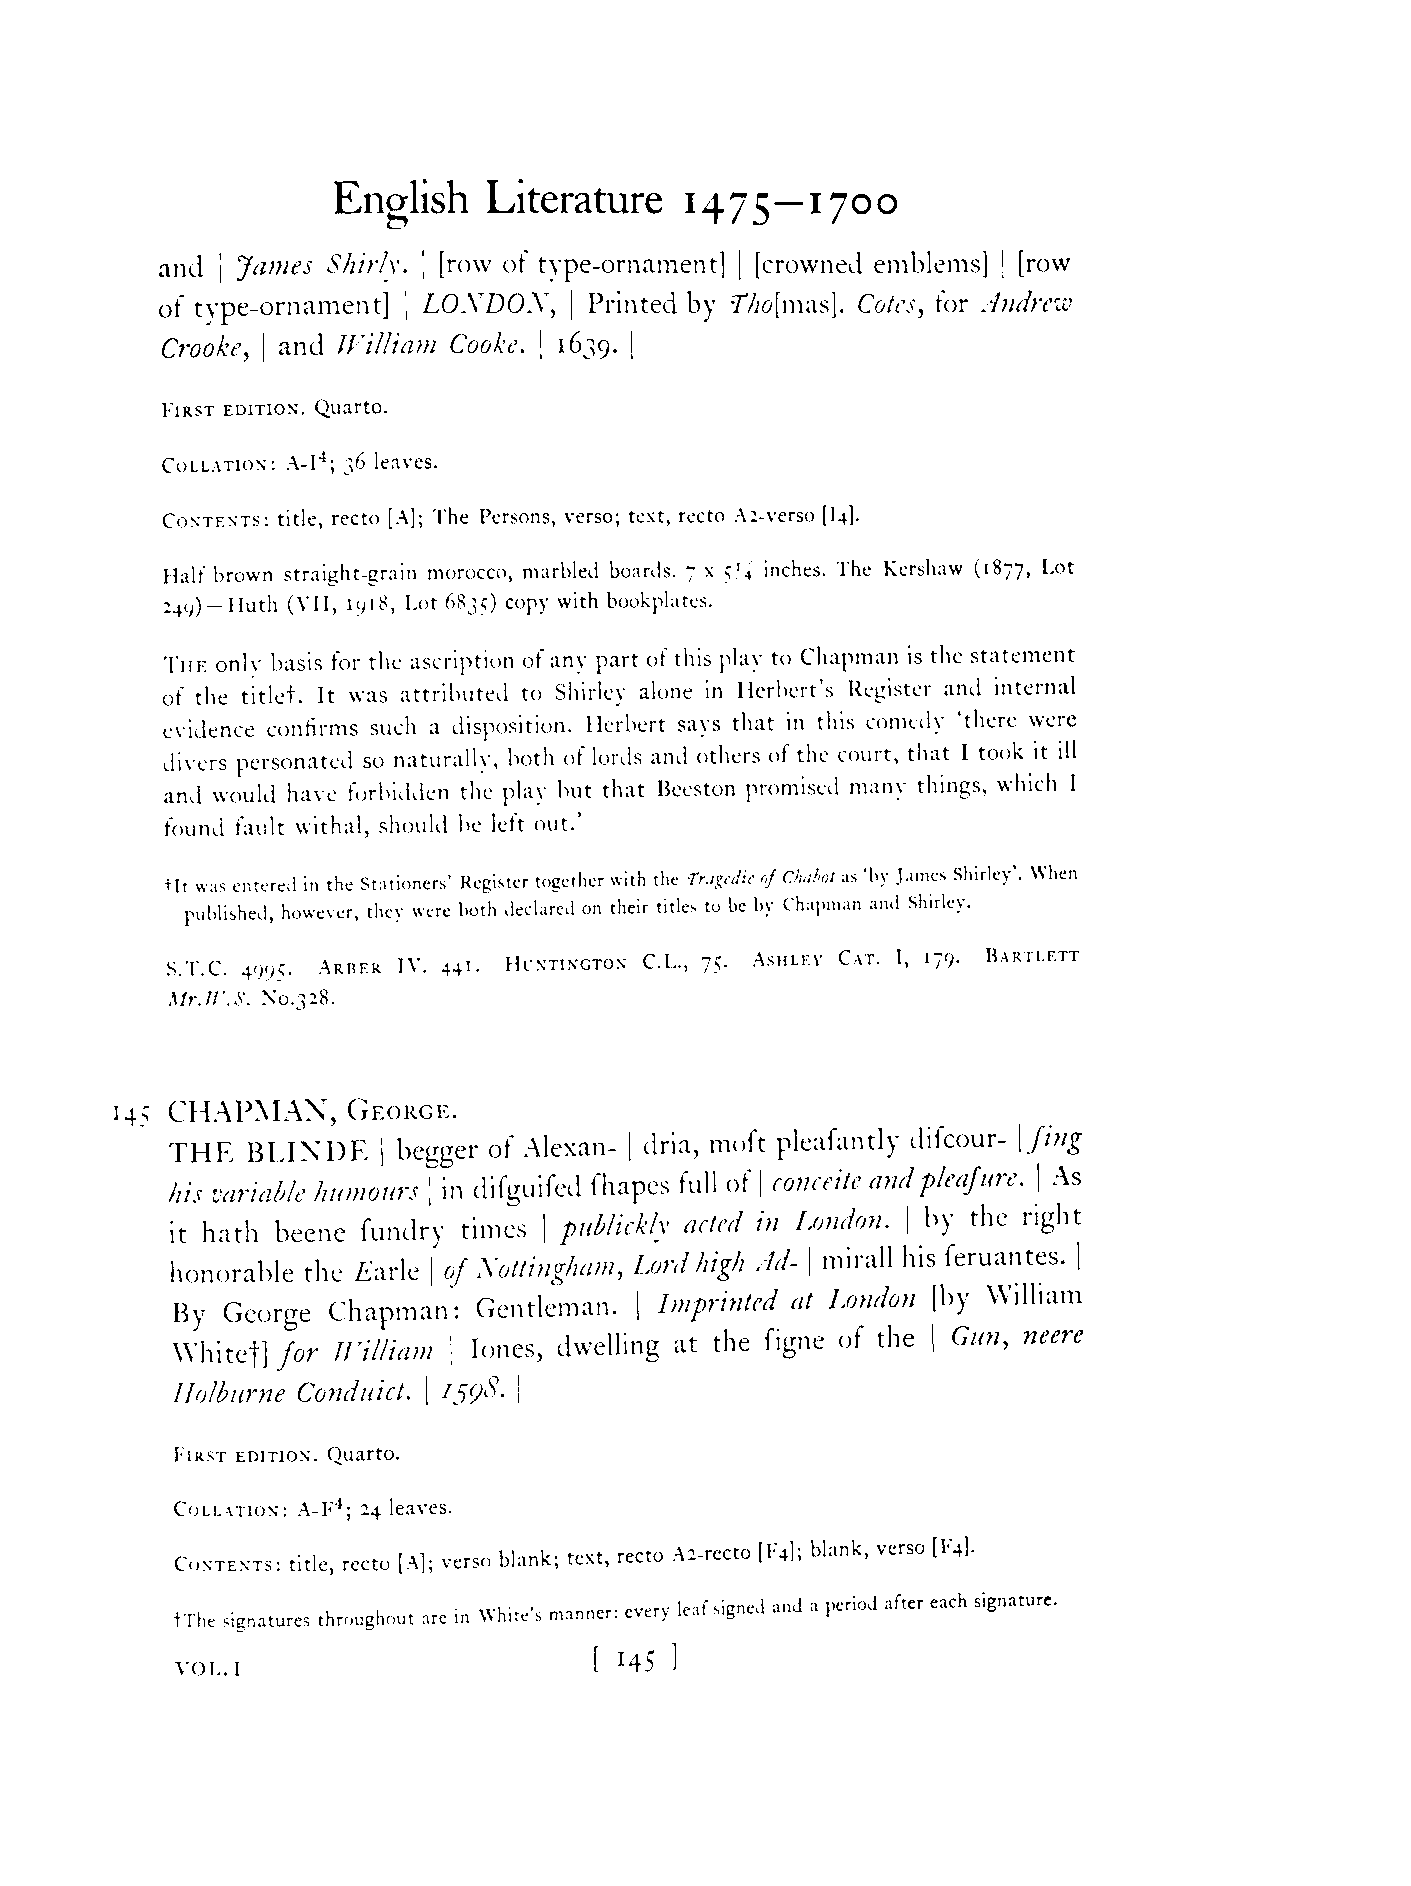 English Literature 1475–1700
and | James Shirly. | [row of type-ornament] | [crowned emblems] | [row
of type-ornament] | LONDON, | Printed by Tho[mas]. Cotes, for Andrew
Crooke, | and William Cooke. | 1639. |
FIRST EDITION. Quarto.
COLLATION: A-I⁴; 36 leaves.
CONTENTS: title, recto [A]; The Persons, verso; text, recto A2-verso [I4].
Half brown straight-grain morocco, marbled boards. 7 x 5¼ inches. The Kershaw (1877, Lot
249)—Huth (VII, 1918, Lot 6835) copy with bookplates.
THE only basis for the ascription of any part of this play to Chapman is the statement
of the title†. It was attributed to Shirley alone in Herbert's Register and internal
evidence confirms such a disposition. Herbert says that in this comedy 'there were
divers personated so naturally, both of lords and others of the court, that I took it ill
and would have forbidden the play but that Beeston promised many things, which I
found fault withal, should be left out.'
†It was entered in the Stationers' Register together with the Tragedie of Chabot as 'by James Shirley'. When
published, however, they were both declared on their titles to be by Chapman and Shirley.
S.T.C. 4995. ARBER IV. 441. HUNTINGTON C.L., 75. ASHLEY CAT. I, 179. BARTLETT
Mr.W.S. No.328.
145 CHAPMAN, GEORGE.
THE BLINDE | begger of Alexan- | dria, moſt pleaſantly diſcour- | ſing
his variable humours | in diſguiſed ſhapes full of | conceite and pleaſure. | As
it hath beene ſundry times | publickly acted in London. | by the right
honorable the Earle | of Nottingham, Lord high Ad- | mirall his ſeruantes. |
By George Chapman: Gentleman. | Imprinted at London [by William
White†] for William | Iones, dwelling at the ſigne of the | Gun, neere
Holburne Conduict. | 1598. |
FIRST EDITION. Quarto.
COLLATION: A-F⁴; 24 leaves.
CONTENTS: title, recto [A]; verso blank; text, recto A2-recto [F4]; blank, verso [F4].
†The signatures throughout are in White's manner: every leaf signed and a period after each signature.
VOL. I [ 145 ]